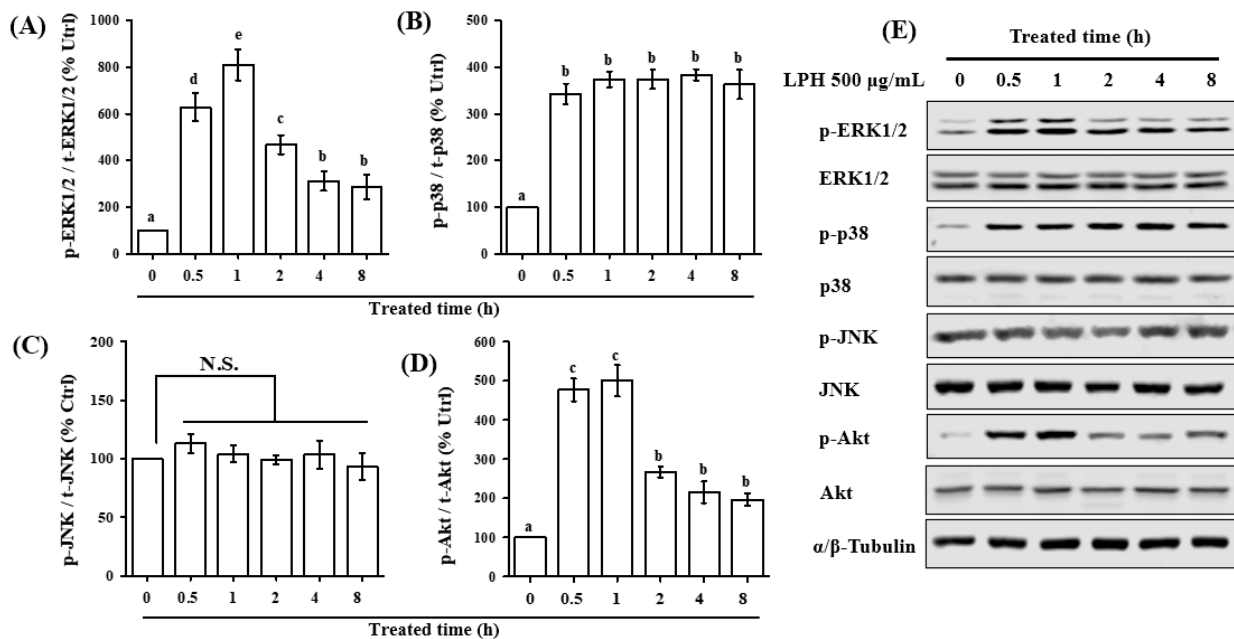 (A)
p-ERK1/2 / t-ERK1/2 (% Utrl)
1000
800
600
400
200
0
a
d
e
c
b
b
0 0.5 1 2 4 8
(B)
p-p38 / t-p38 (% Utrl)
500
400
300
200
100
0
a
b
b
b
b
b
0 0.5 1 2 4 8
Treated time (h)
(C)
p-JNK / t-JNK (% Ctrl)
200
150
100
50
0
N.S.
0 0.5 1 2 4 8
(D)
p-Akt / t-Akt (% Utrl)
600
500
400
300
200
100
0
a
c
c
b
b
b
0 0.5 1 2 4 8
Treated time (h)
(E)
Treated time (h)
LPH 500 µg/mL 0 0.5 1 2 4 8
p-ERK1/2
ERK1/2
p-p38
p38
p-JNK
JNK
p-Akt
Akt
α/β-Tubulin